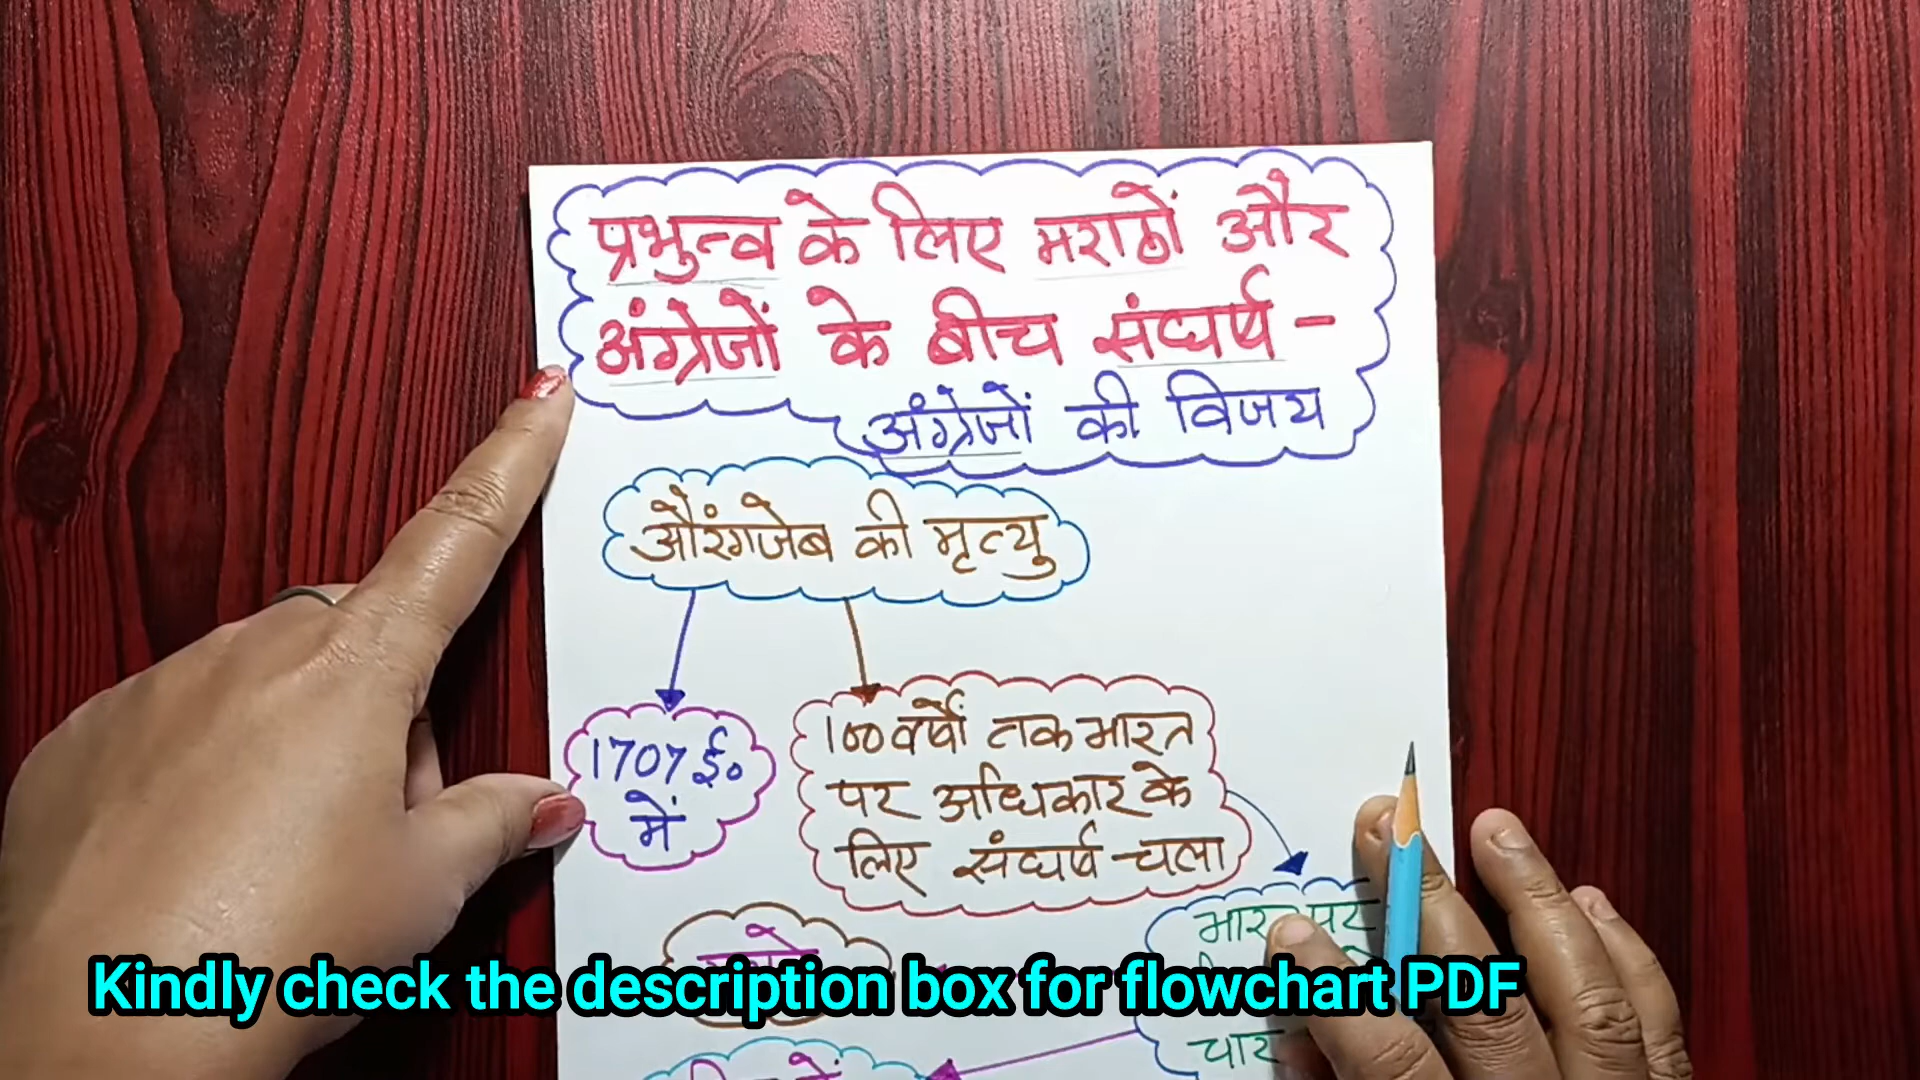 प्रभुत्व के लिए मराठों और
अंग्रेजों के बीच संघर्ष -
अंग्रेजों की विजय
औरंगजेब की मृत्यु
1707 ई०
में
100 वर्षों तक भारत
पर अधिकार के
लिए संघर्ष चला
पर
चार
Kindly check the description box for flowchart PDF